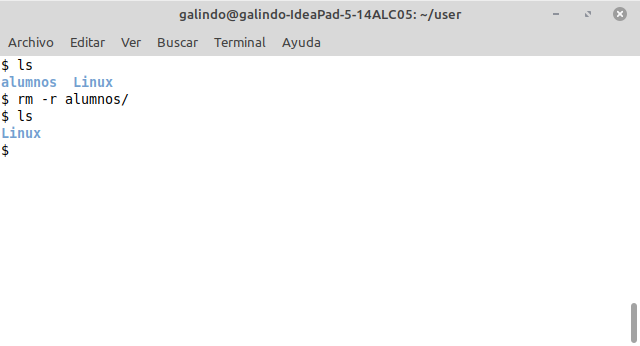 galindo@galindo-IdeaPad-5-14ALC05: ~/user
Archivo Editar Ver Buscar Terminal Ayuda
$ ls
alumnos  Linux
$ rm -r alumnos/
$ ls
Linux
$